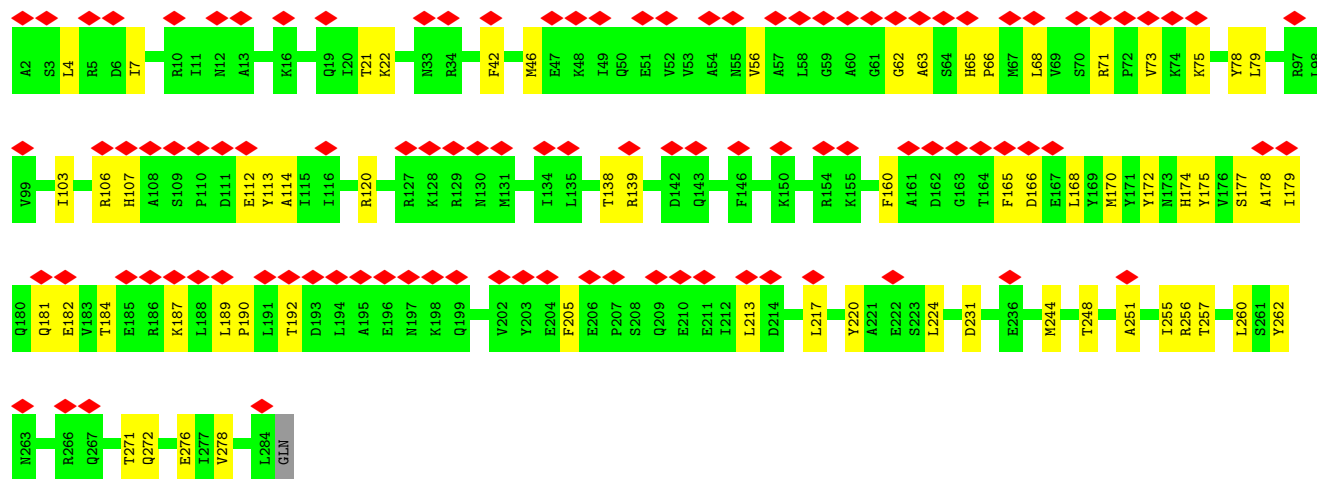 A2 S3 L4 R5 D6 I7 R10 I11 N12 A13 K16 Q19 I20 T21 K22 N33 R34 F42 M46 E47 K48 I49 Q50 E51 V52 V53 A54 N55 V56 A57 L58 G59 A60 G61 G62 A63 S64 H65 P66 M67 L68 V69 S70 R71 P72 V73 K74 K75 Y78 L79 R97 L98
V99 I103 R106 H107 A108 S109 P110 D111 E112 Y113 A114 I115 I116 R120 R127 K128 R129 N130 M131 I134 L135 T138 R139 D142 Q143 F146 K150 R154 K155 F160 A161 D162 G163 T164 F165 D166 E167 L168 Y169 M170 Y171 Y172 N173 H174 Y175 V176 S177 A178 I179
Q180 Q181 E182 V183 T184 E185 R186 K187 L188 L189 P190 L191 T192 D193 L194 A195 E196 N197 K198 Q199 V202 Y203 E204 F205 E206 P207 S208 Q209 E210 E211 I212 L213 D214 L217 Y220 A221 E222 S223 L224 D231 E236 M244 T248 A251 I255 R256 T257 L260 S261 Y262
N263 R266 Q267 T271 Q272 E276 I277 V278 L284 GLN